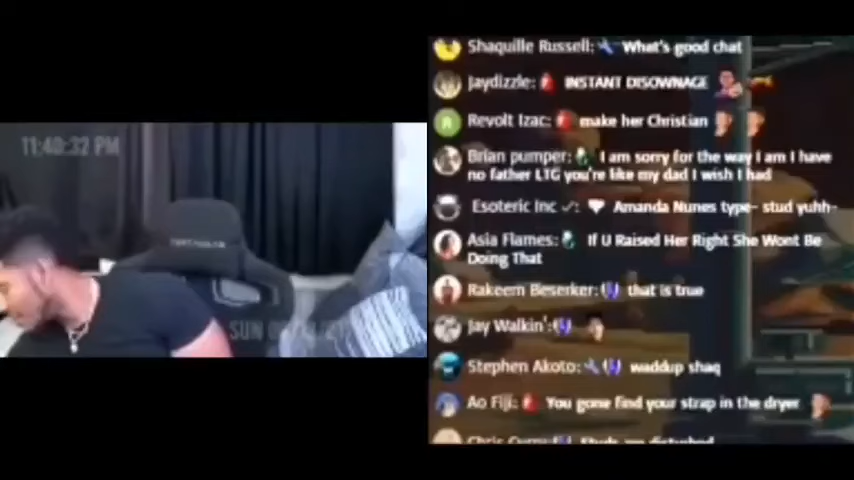 11:40:32 PM
SUN
Shaquille Russell: What's good chat
Jaydizzle: INSTANT DISOWNAGE
Revolt Izac: make her Christian
Brian pumper: I am sorry for the way I am I have
no father LTG you're like my dad I wish I had
Esoteric Inc ✓: Amanda Nunes type- stud yuhh-
Asia Flames: If U Raised Her Right She Wont Be
Doing That
Rakeem Beserker: that is true
Jay Walkin':
Stephen Akoto: waddup shaq
Ao Fiji: You gone find your strap in the dryer